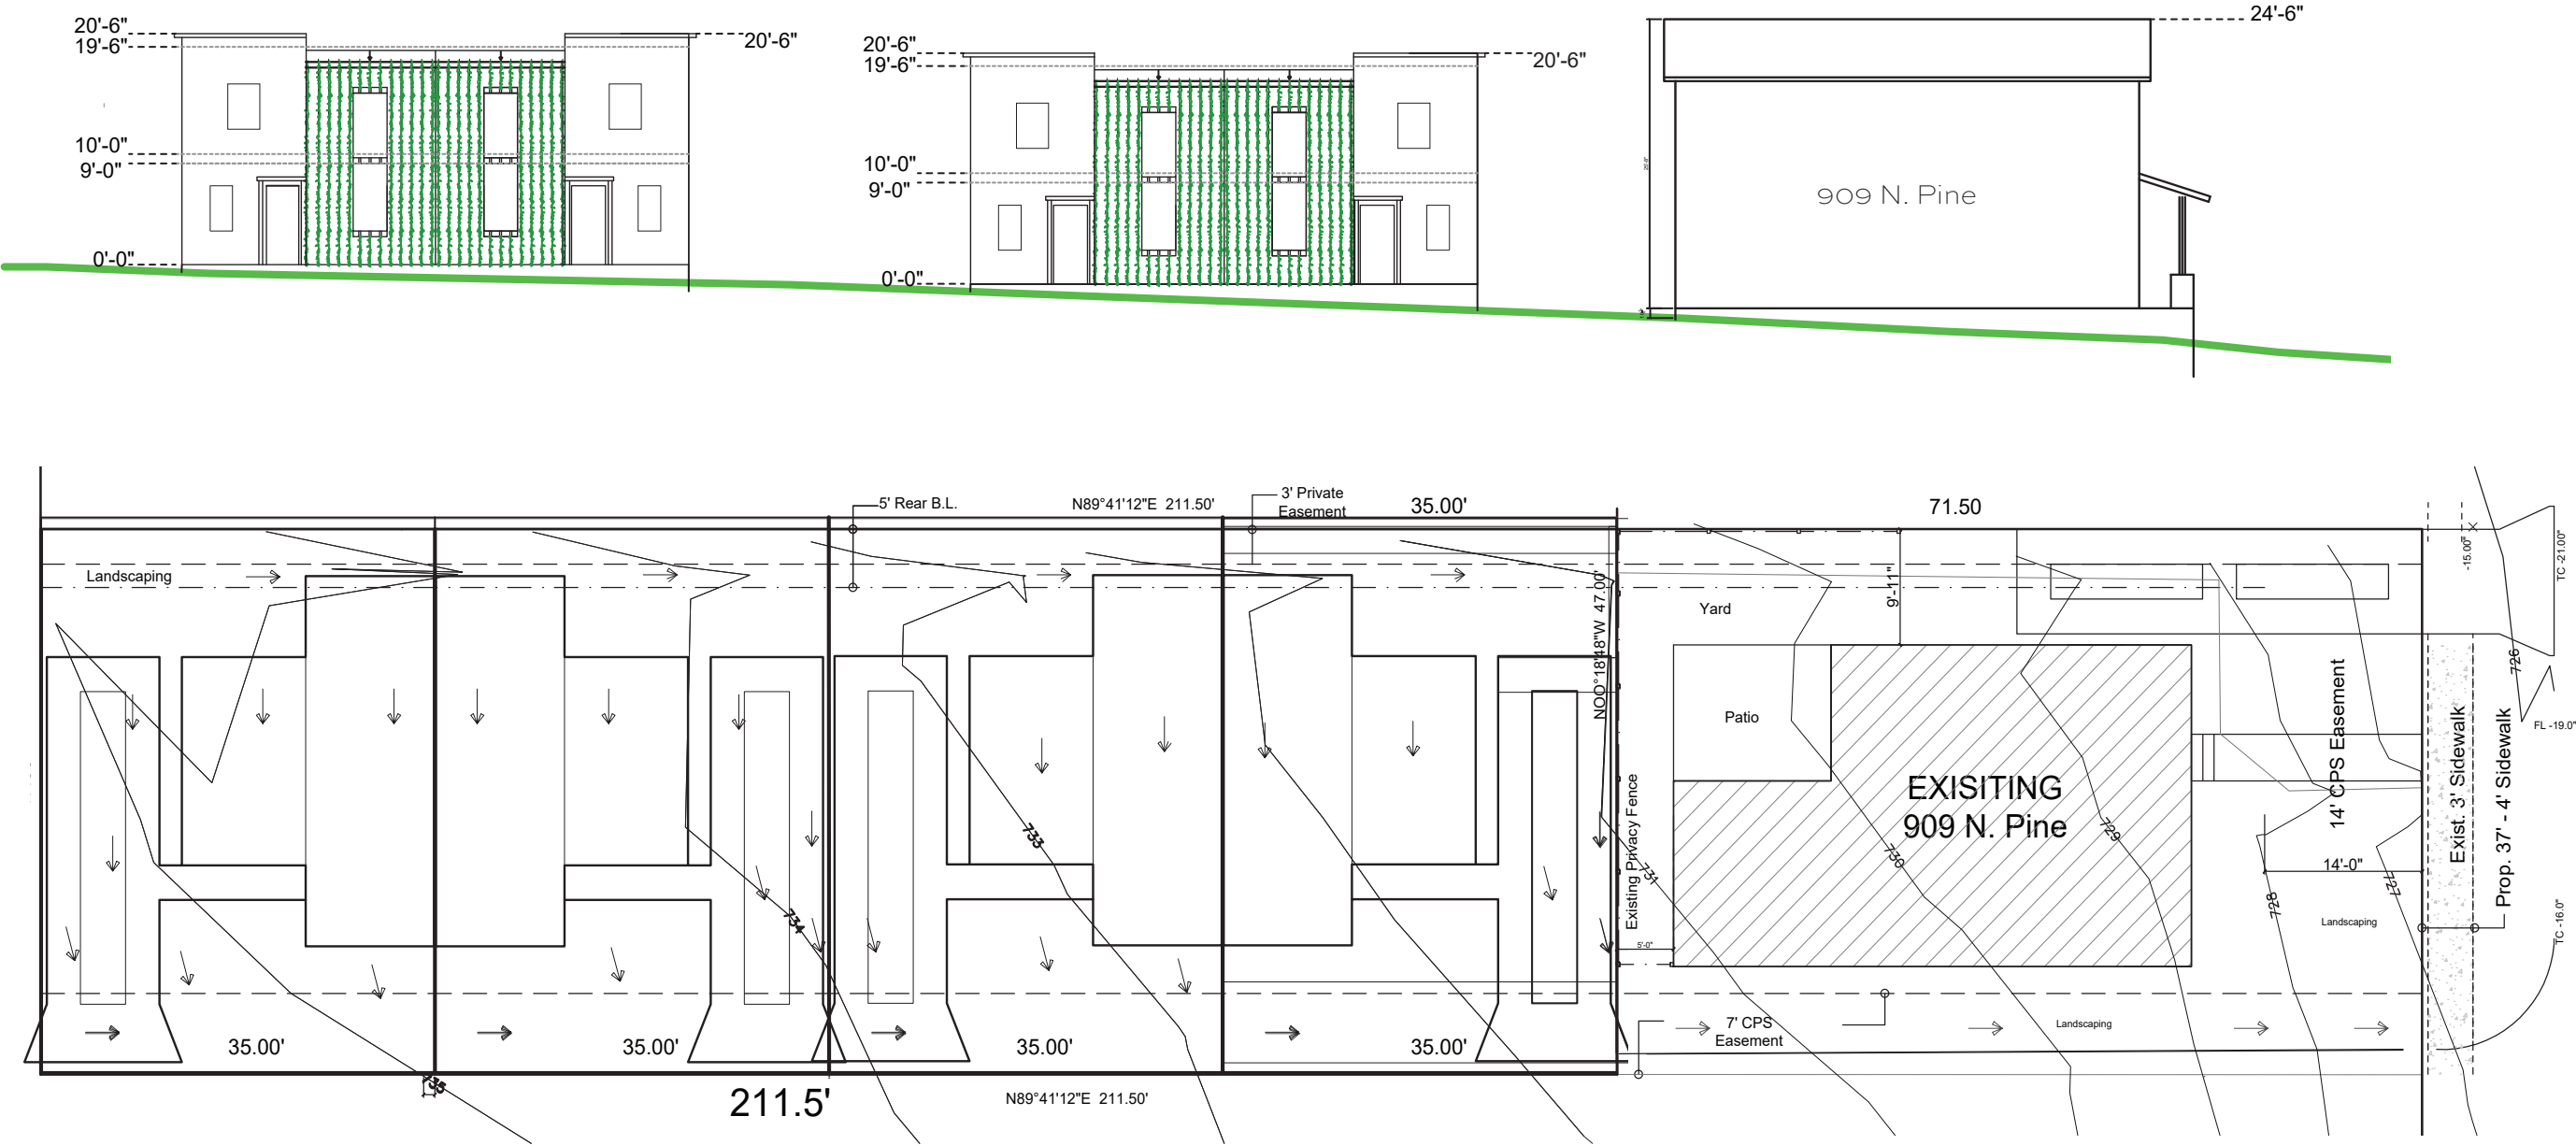 20'-6"
19'-6"
20'-6"
10'-0"
9'-0"
0'-0"
20'-6"
19'-6"
20'-6"
10'-0"
9'-0"
0'-0"
24'-6"
909 N. Pine
5' Rear B.L.
N89°41'12"E 211.50'
3' Private
Easement
35.00'
71.50
Landscaping
N00°18'48"W 47.00'
Yard
9'-11"
-15.00"
TC -21.00"
726
Patio
14' CPS Easement
Exist. 3' Sidewalk
Prop. 37' - 4' Sidewalk
FL -19.0"
EXISITING
909 N. Pine
Existing Privacy Fence
733
734
731
730
729
728
727
14'-0"
Landscaping
TC -16.0"
5'-0"
35.00'
35.00'
35.00'
35.00'
7' CPS
Easement
Landscaping
735
211.5'
N89°41'12"E 211.50'